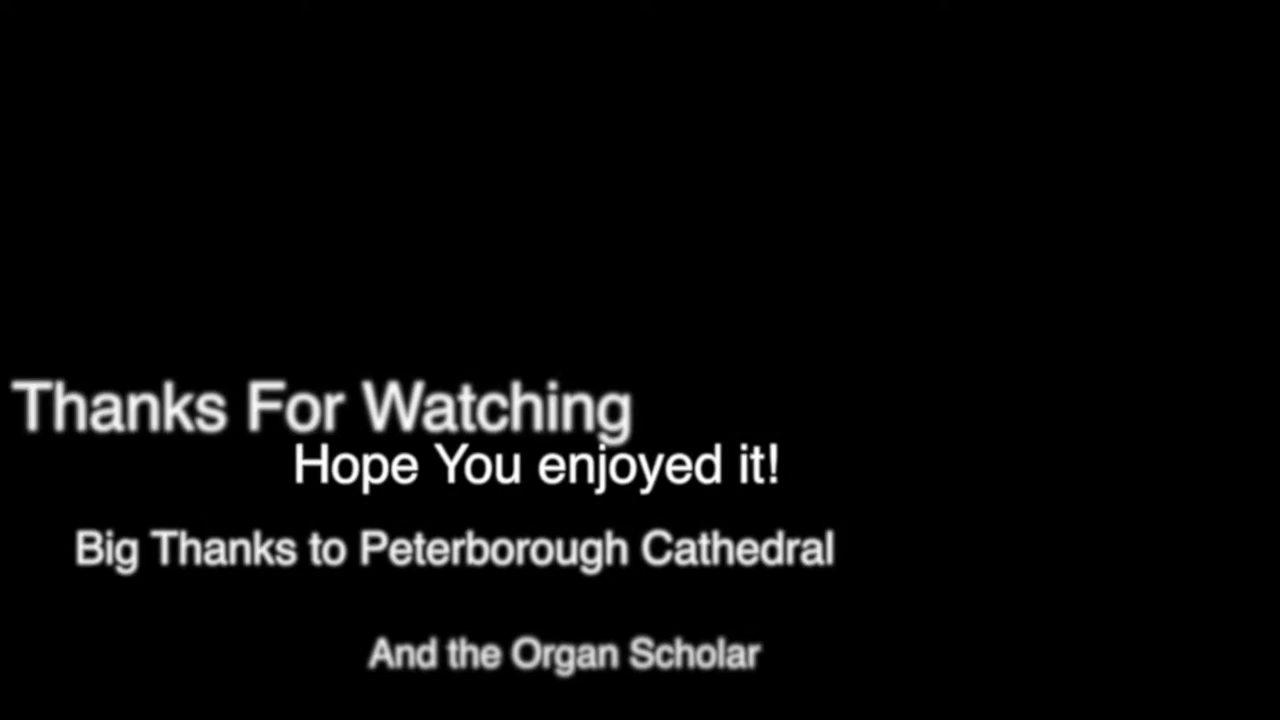 Thanks For Watching
Hope You enjoyed it!
Big Thanks to Peterborough Cathedral
And the Organ Scholar